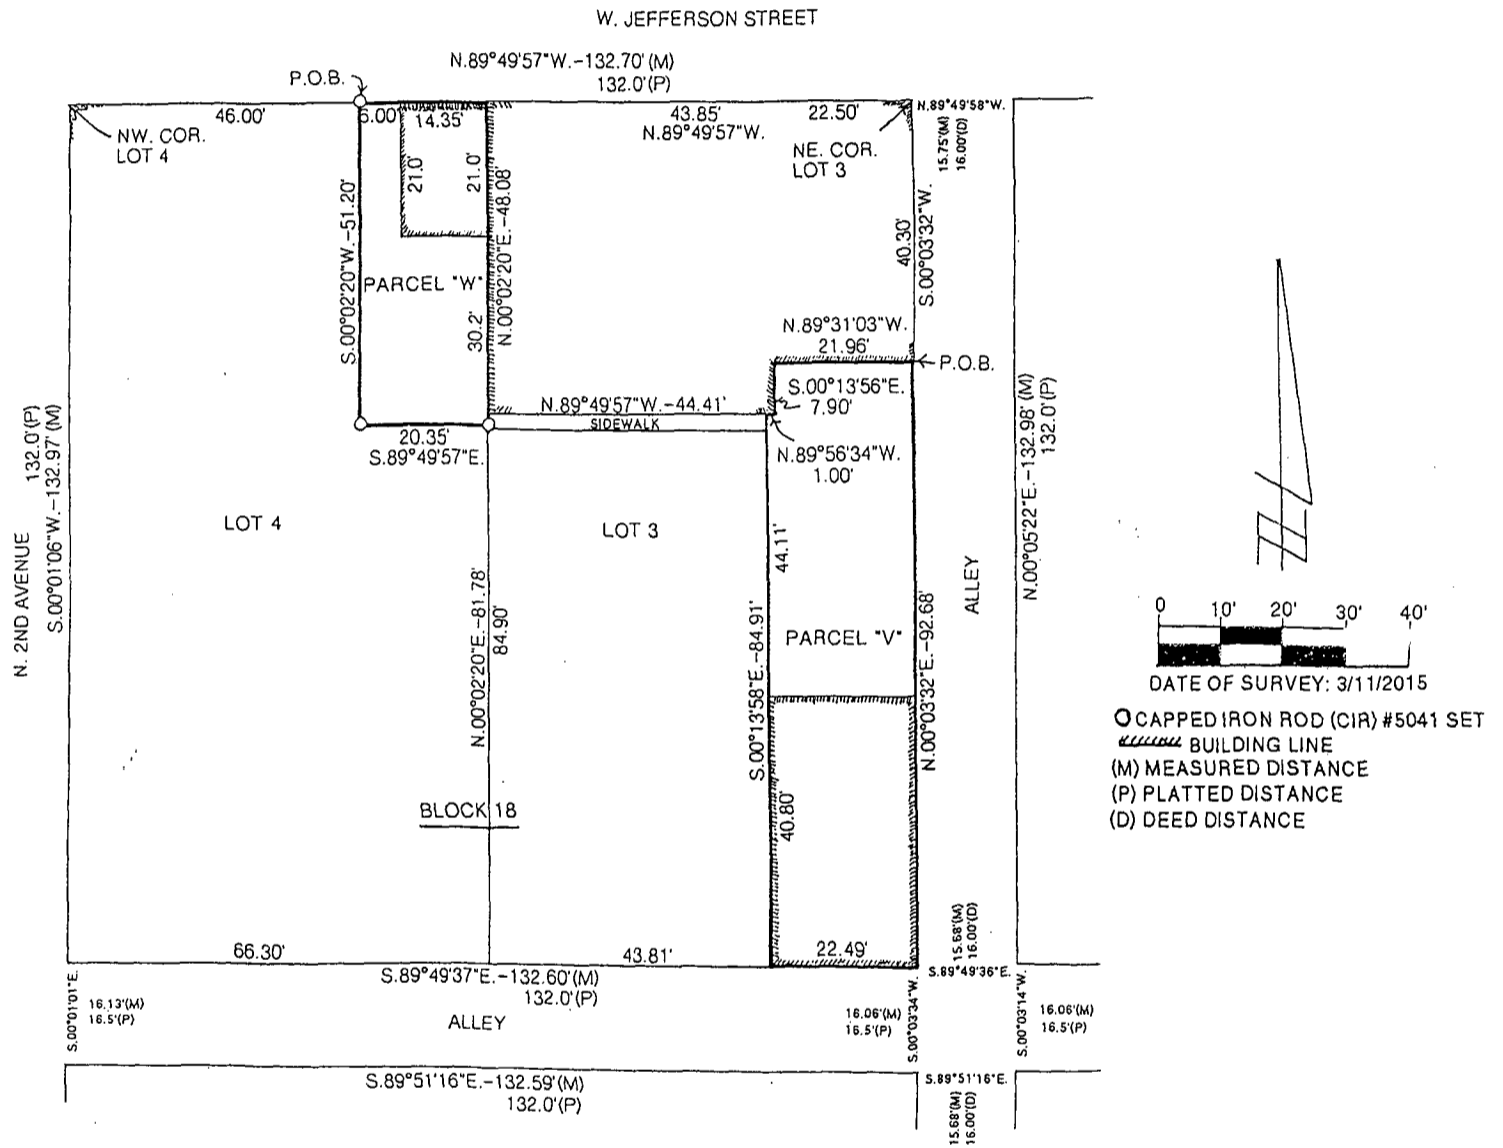 W. JEFFERSON STREET
N.89°49'57"W.-132.70'(M)
132.0'(P)
P.O.B.
46.00'
6.00'
14.35'
43.85'
22.50'
N.89°49'57"W.
N.89°49'58"W.
15.75'(M)
16.00'(D)
NW. COR.
LOT 4
NE. COR.
LOT 3
21.0'
21.0'
S.00°02'20"W.-51.20'
N.00°02'20"E.-48.08'
40.30'
S.00°03'32"W.
PARCEL "W"
30.2'
N.89°31'03"W.
21.96'
P.O.B.
S.00°13'56"E.
7.90'
N.89°49'57"W.-44.41'
SIDEWALK
20.35'
S.89°49'57"E.
N.89°56'34"W.
1.00'
N. 2ND AVENUE
132.0'(P)
S.00°01'06"W.-132.97'(M)
LOT 4
LOT 3
44.11'
N.00°02'20"E.-81.78'
84.90'
S.00°13'58"E.-84.91'
PARCEL "V"
N.00°03'32"E.-92.68'
ALLEY
N.00°05'22"E.-132.98'(M)
132.0'(P)
0 10' 20' 30' 40'
DATE OF SURVEY: 3/11/2015
CAPPED IRON ROD (CIR) #5041 SET
BUILDING LINE
(M) MEASURED DISTANCE
(P) PLATTED DISTANCE
(D) DEED DISTANCE
BLOCK 18
40.80'
66.30'
43.81'
22.49'
15.68'(M)
16.00'(D)
S.89°49'37"E.-132.60'(M)
132.0'(P)
S.89°49'36"E.
S.00°01'01"E.
16.13'(M)
16.5'(P)
ALLEY
16.06'(M)
16.5'(P)
S.00°03'34"W.
S.00°03'14"W.
16.06'(M)
16.5'(P)
S.89°51'16"E.-132.59'(M)
132.0'(P)
S.89°51'16"E.
15.68'(M)
16.00'(D)